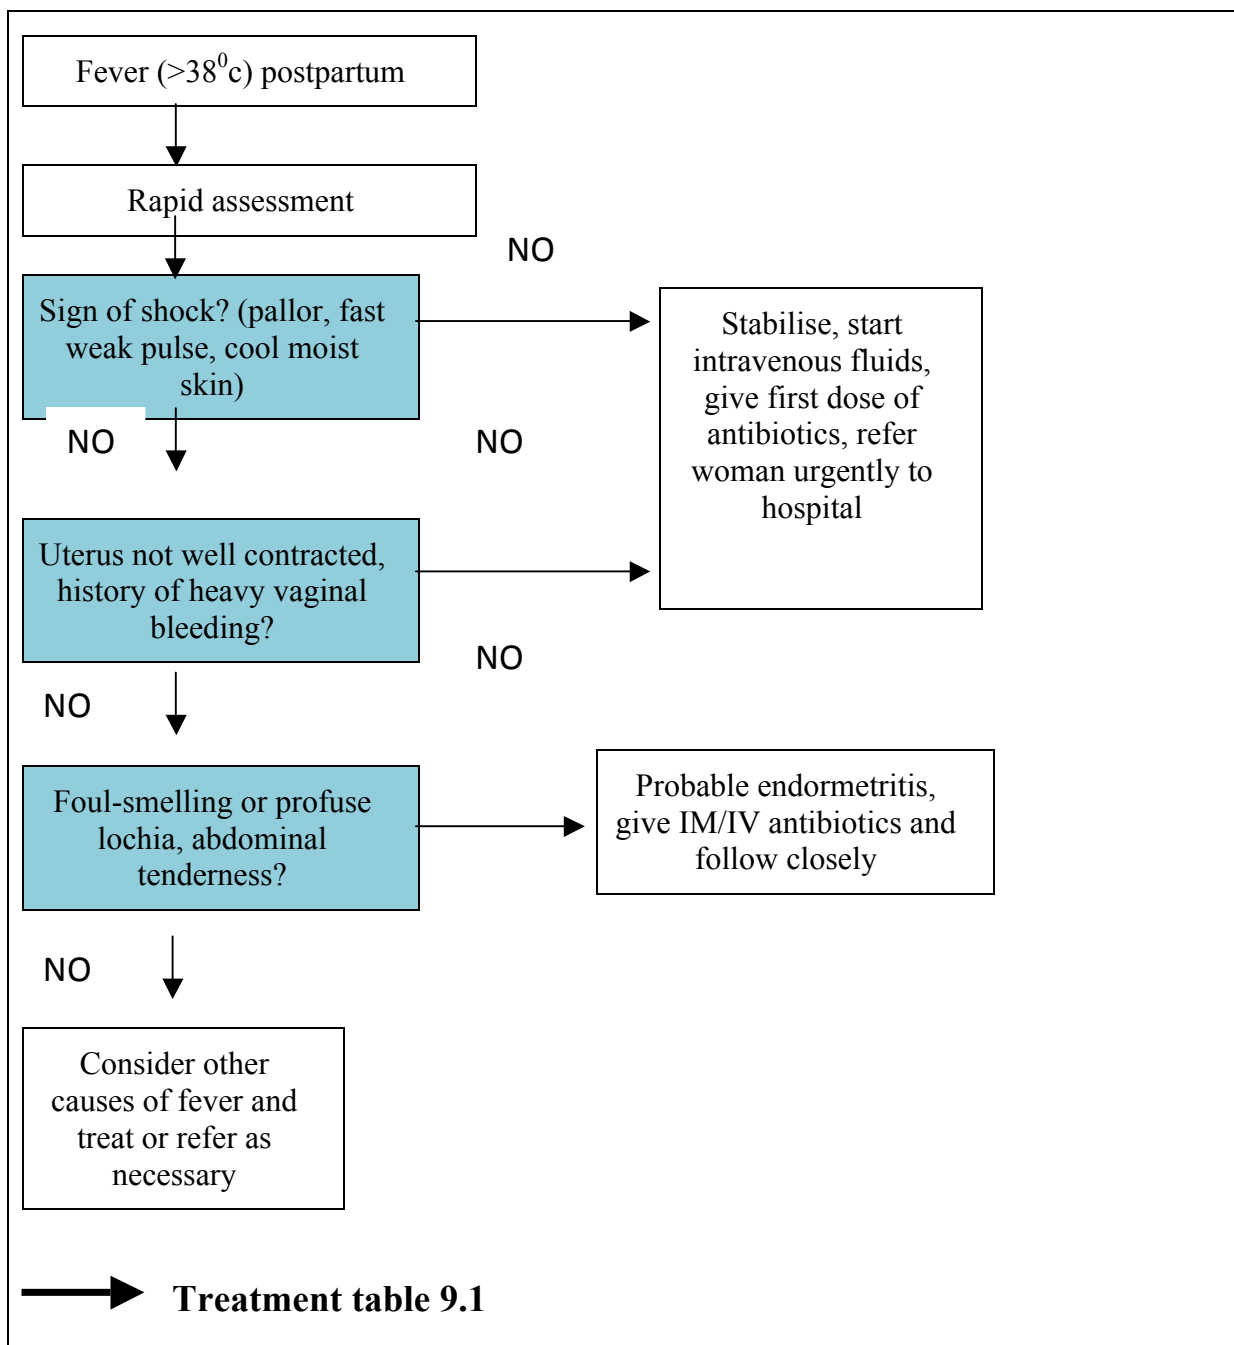 Fever (>38⁰c) postpartum
Rapid assessment
NO
Sign of shock? (pallor, fast
weak pulse, cool moist
skin)
Stabilise, start
intravenous fluids,
give first dose of
antibiotics, refer
woman urgently to
hospital
NO
NO
Uterus not well contracted,
history of heavy vaginal
bleeding?
NO
NO
Foul-smelling or profuse
lochia, abdominal
tenderness?
Probable endormetritis,
give IM/IV antibiotics and
follow closely
NO
Consider other
causes of fever and
treat or refer as
necessary
Treatment table 9.1